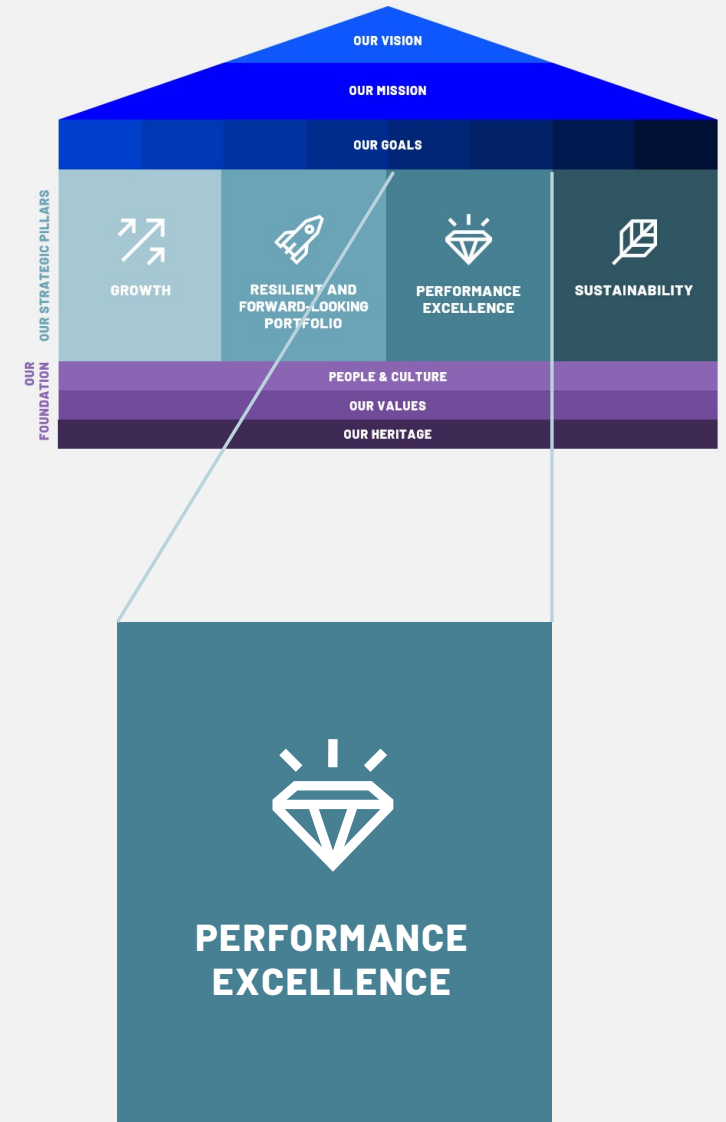 OUR VISION
OUR MISSION
OUR GOALS
OUR STRATEGIC PILLARS
GROWTH
RESILIENT AND
FORWARD-LOOKING
PORTFOLIO
PERFORMANCE
EXCELLENCE
SUSTAINABILITY
OUR
FOUNDATION
PEOPLE & CULTURE
OUR VALUES
OUR HERITAGE
PERFORMANCE
EXCELLENCE